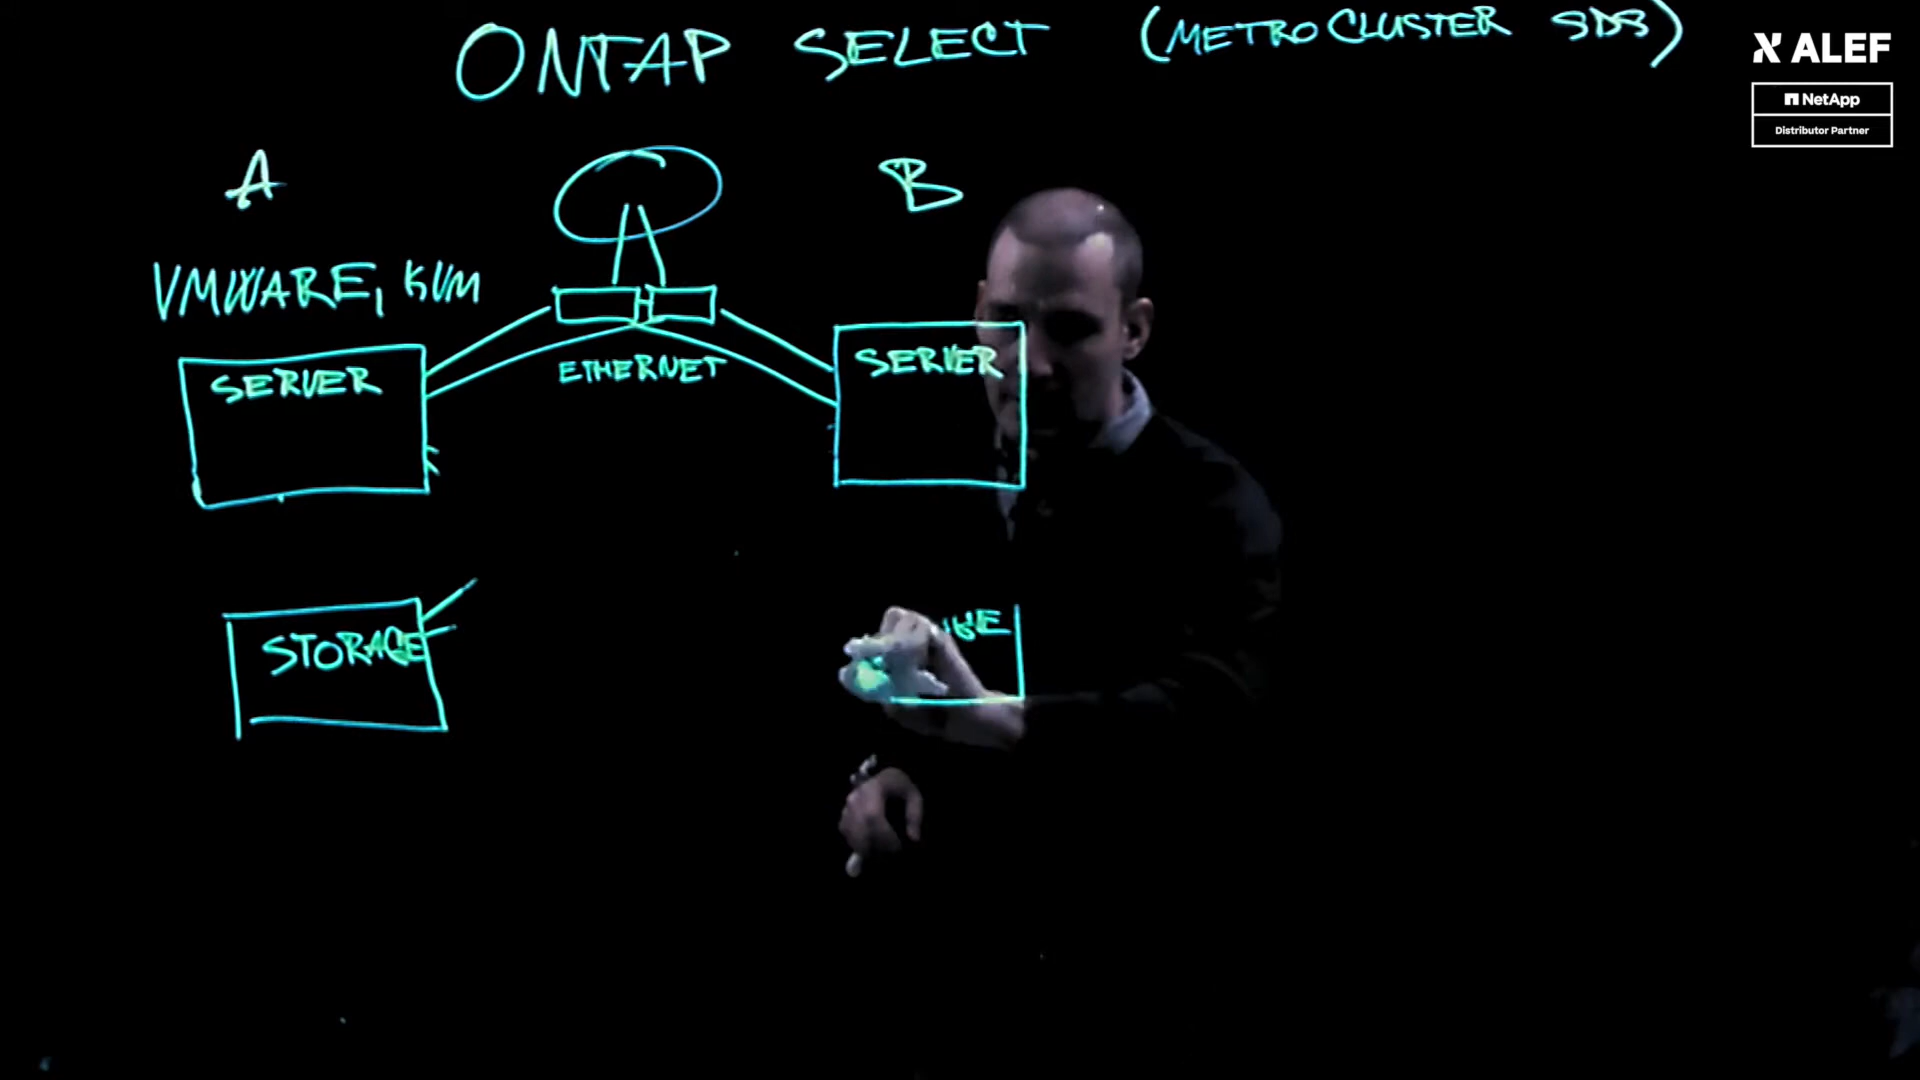 ONTAP SELECT (METROCLUSTER SDS)
ALEF
NetApp
Distributor Partner
A
B
VMWARE, KVM
SERVER
ETHERNET
SERVER
STORAGE